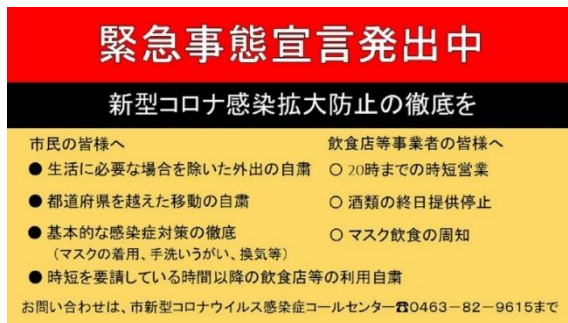 緊急事態宣言発出中
新型コロナ感染拡大防止の徹底を
市民の皆様へ
● 生活に必要な場合を除いた外出の自粛
● 都道府県を越えた移動の自粛
● 基本的な感染症対策の徹底
(マスクの着用、手洗いうがい、換気等)
● 時短を要請している時間以降の飲食店等の利用自粛
飲食店等事業者の皆様へ
○ 20時までの時短営業
○ 酒類の終日提供停止
○ マスク飲食の周知
お問い合わせは、市新型コロナウイルス感染症コールセンター☎0463－82－9615まで